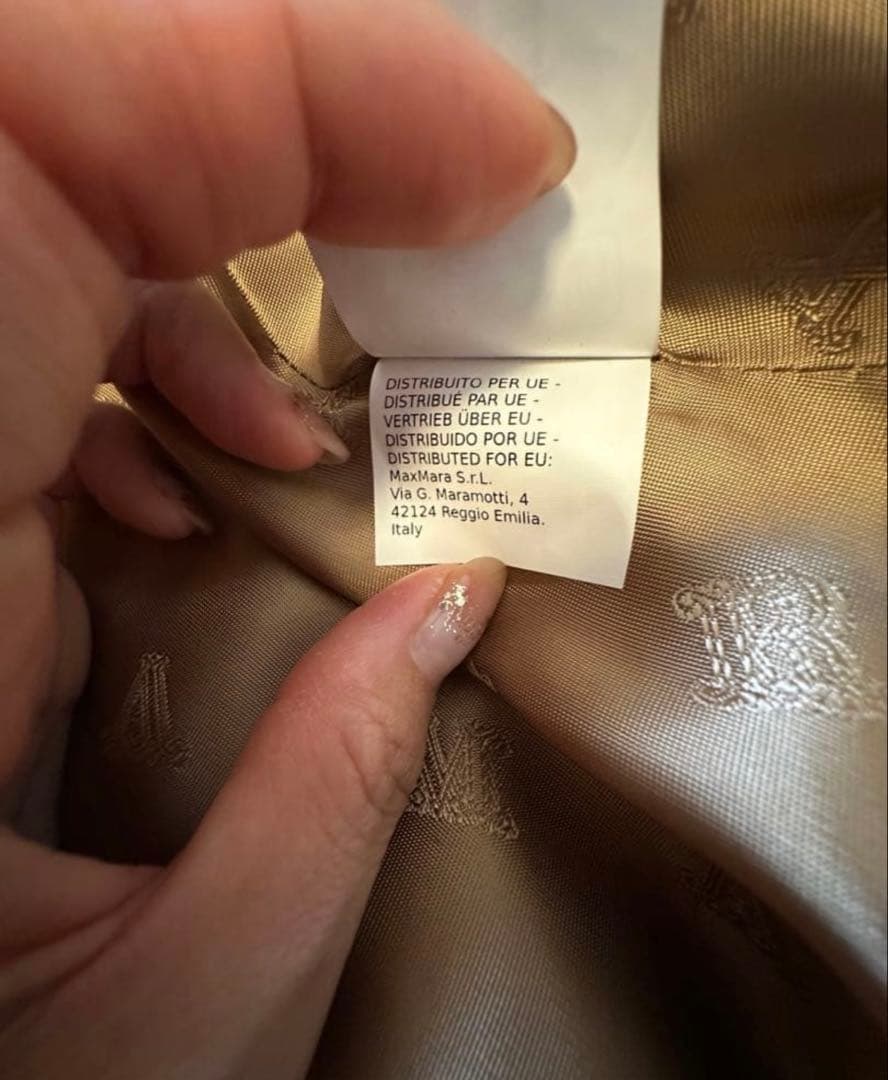 DISTRIBUITO PER UE -
DISTRIBUÉ PAR UE -
VERTRIEB ÜBER EU -
DISTRIBUIDO POR UE -
DISTRIBUTED FOR EU:
MaxMara S.r.L.
Via G. Maramotti, 4
42124 Reggio Emilia.
Italy